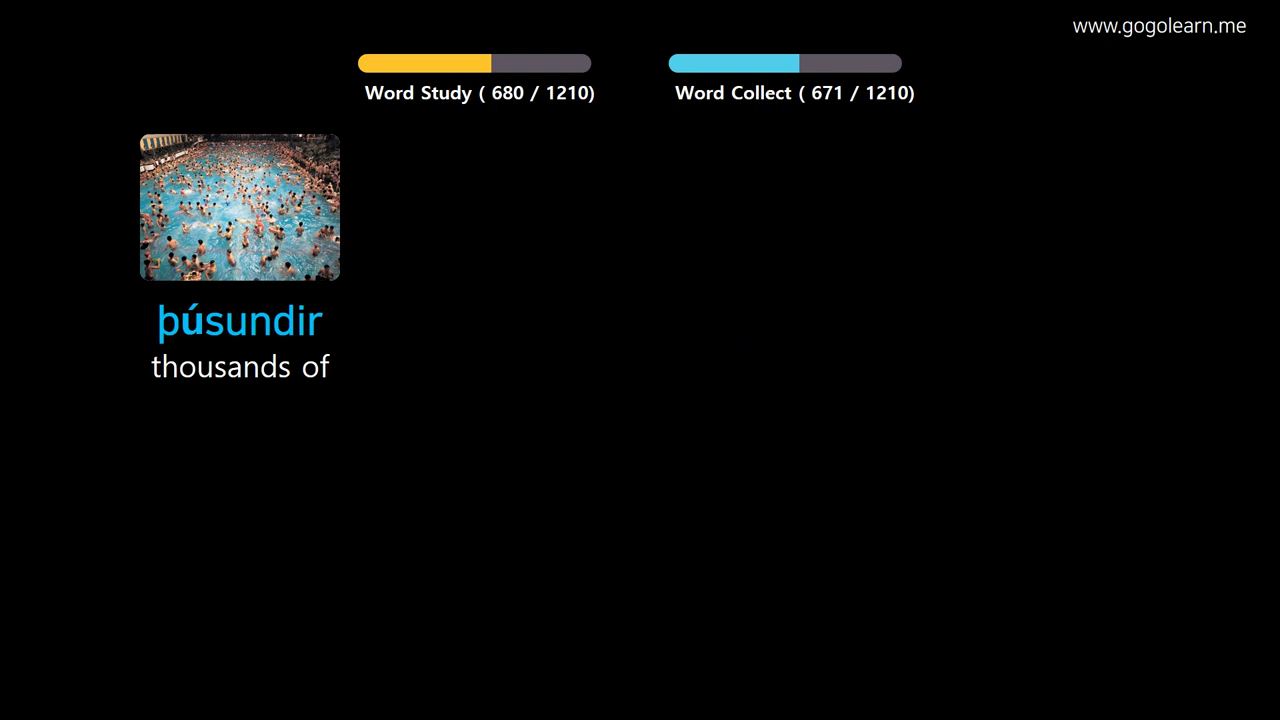 www.gogolearn.me
Word Study ( 680 / 1210)
Word Collect ( 671 / 1210)
þúsundir
thousands of